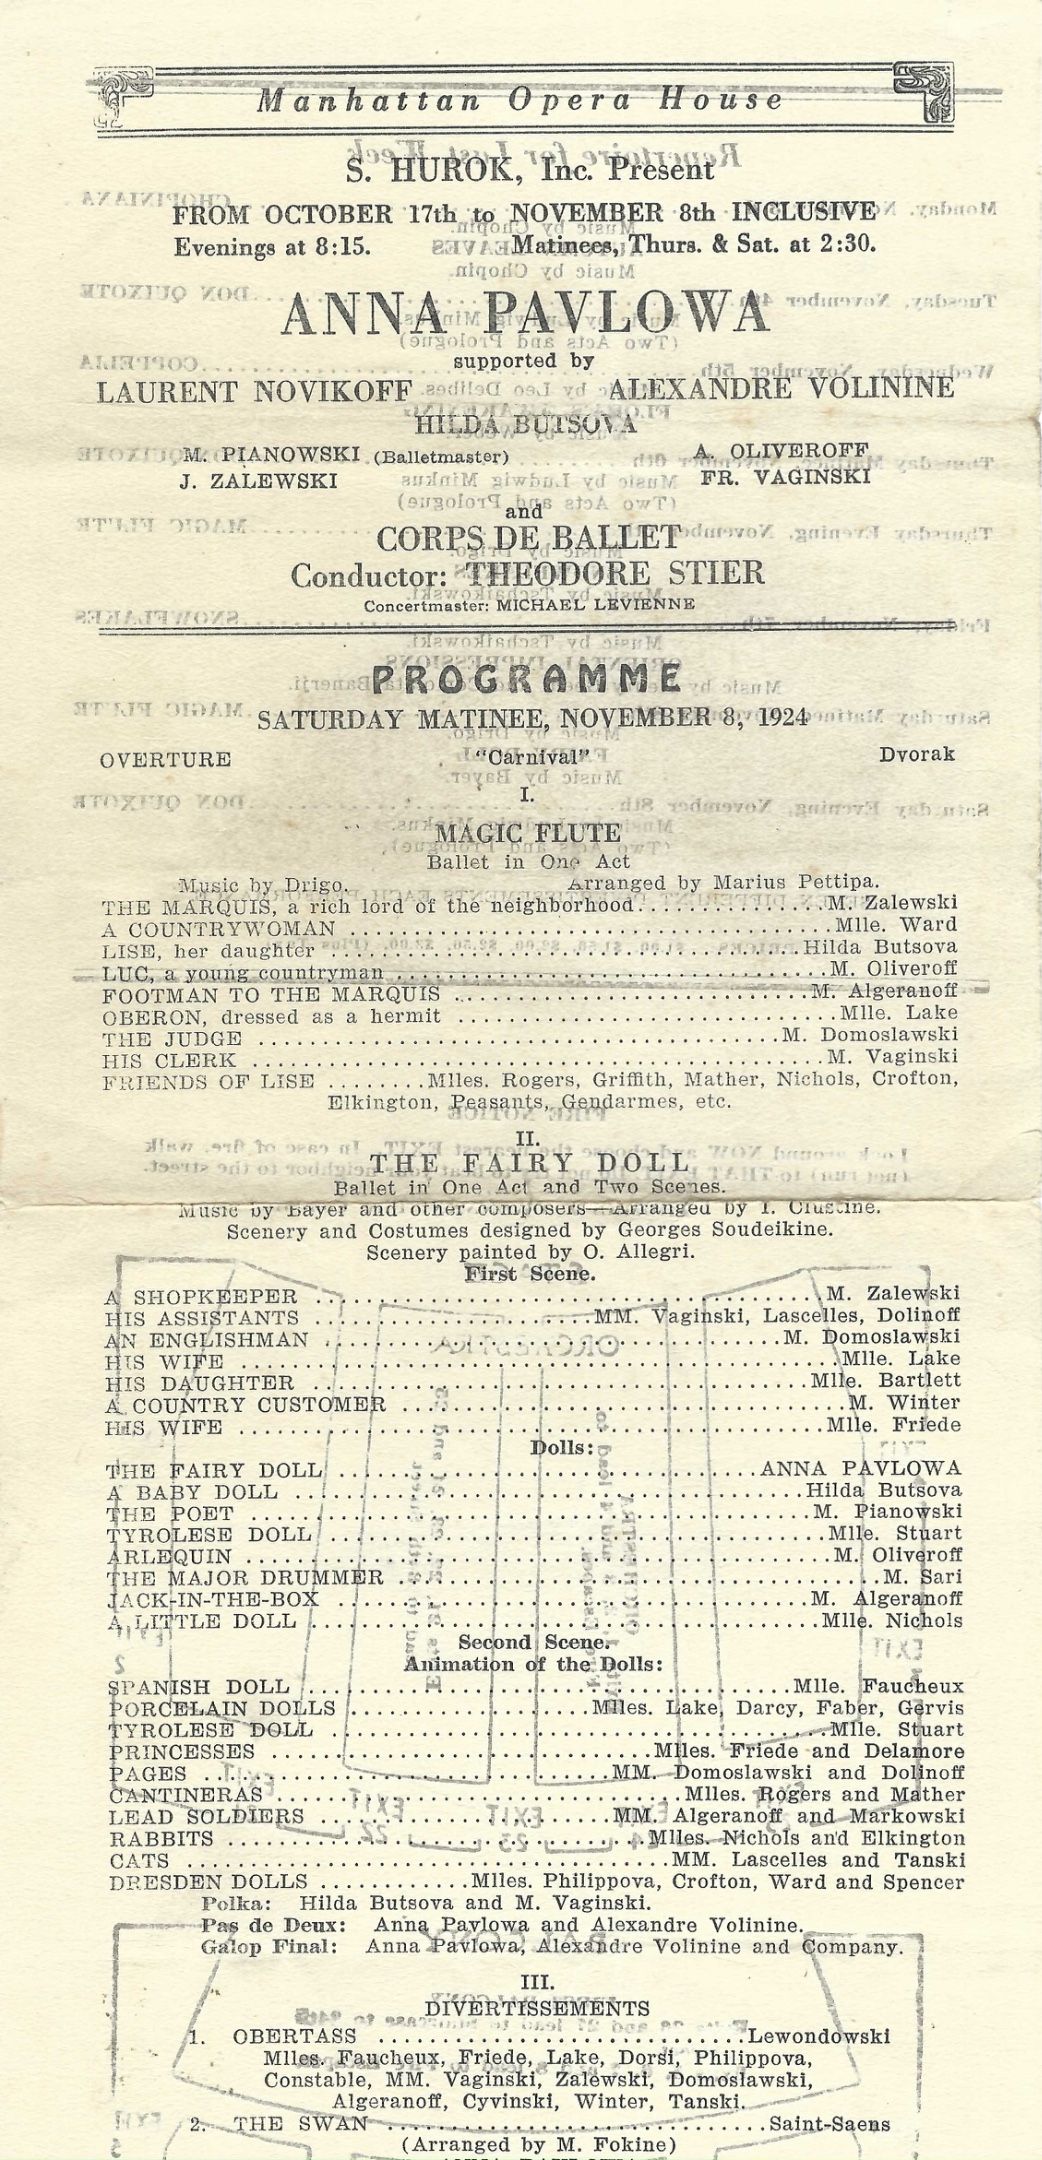 Manhattan Opera House
S. HUROK, Inc. Present
FROM OCTOBER 17th to NOVEMBER 8th INCLUSIVE
Evenings at 8:15. Matinees, Thurs. & Sat. at 2:30.
ANNA PAVLOWA
supported by
LAURENT NOVIKOFF ALEXANDRE VOLININE
HILDA BUTSOVA
M. PIANOWSKI (Balletmaster) A. OLIVEROFF
J. ZALEWSKI FR. VAGINSKI
and
CORPS DE BALLET
Conductor: THEODORE STIER
Concertmaster: MICHAEL LEVIENNE
PROGRAMME
SATURDAY MATINEE, NOVEMBER 8, 1924
OVERTURE "Carnival" Dvorak
I.
MAGIC FLUTE
Ballet in One Act
Music by Drigo. Arranged by Marius Pettipa.
THE MARQUIS, a rich lord of the neighborhood...............M. Zalewski
A COUNTRYWOMAN ....................................Mlle. Ward
LISE, her daughter ....................................Hilda Butsova
LUC, a young countryman ................................M. Oliveroff
FOOTMAN TO THE MARQUIS ............................M. Algeranoff
OBERON, dressed as a hermit ..............................Mlle. Lake
THE JUDGE .........................................M. Domoslawski
HIS CLERK ............................................M. Vaginski
FRIENDS OF LISE ........Mlles. Rogers, Griffith, Mather, Nichols, Crofton,
Elkington, Peasants, Gendarmes, etc.
II.
THE FAIRY DOLL
Ballet in One Act and Two Scenes.
Music by Bayer and other composers—Arranged by I. Clustine.
Scenery and Costumes designed by Georges Soudeikine.
Scenery painted by O. Allegri.
First Scene.
A SHOPKEEPER .......................................M. Zalewski
HIS ASSISTANTS ......................MM. Vaginski, Lascelles, Dolinoff
AN ENGLISHMAN ....................................M. Domoslawski
HIS WIFE ...............................................Mlle. Lake
HIS DAUGHTER .......................................Mlle. Bartlett
A COUNTRY CUSTOMER ...................................M. Winter
HIS WIFE ..............................................Mlle. Friede
Dolls:
THE FAIRY DOLL .................................ANNA PAVLOWA
A BABY DOLL ........................................Hilda Butsova
THE POET ............................................M. Pianowski
TYROLESE DOLL .......................................Mlle. Stuart
ARLEQUIN ..............................................M. Oliveroff
THE MAJOR DRUMMER ......................................M. Sari
JACK-IN-THE-BOX .....................................M. Algeranoff
A LITTLE DOLL ........................................Mlle. Nichols
Second Scene.
Animation of the Dolls:
SPANISH DOLL ......................................Mlle. Faucheux
PORCELAIN DOLLS ...................Mlles. Lake, Darcy, Faber, Gervis
TYROLESE DOLL .......................................Mlle. Stuart
PRINCESSES ..............................Mlles. Friede and Delamore
PAGES ................................MM. Domoslawski and Dolinoff
CANTINERAS ................................Mlles. Rogers and Mather
LEAD SOLDIERS .......................MM. Algeranoff and Markowski
RABBITS .................................Mlles. Nichols and Elkington
CATS ......................................MM. Lascelles and Tanski
DRESDEN DOLLS ............Mlles. Philippova, Crofton, Ward and Spencer
Polka: Hilda Butsova and M. Vaginski.
Pas de Deux: Anna Pavlowa and Alexandre Volinine.
Galop Final: Anna Pavlowa, Alexandre Volinine and Company.
III.
DIVERTISSEMENTS
1. OBERTASS ..............................Lewondowski
Mlles. Faucheux, Friede, Lake, Dorsi, Philippova,
Constable, MM. Vaginski, Zalewski, Domoslawski,
Algeranoff, Cyvinski, Winter, Tanski.
2. THE SWAN ...............................Saint-Saens
(Arranged by M. Fokine)